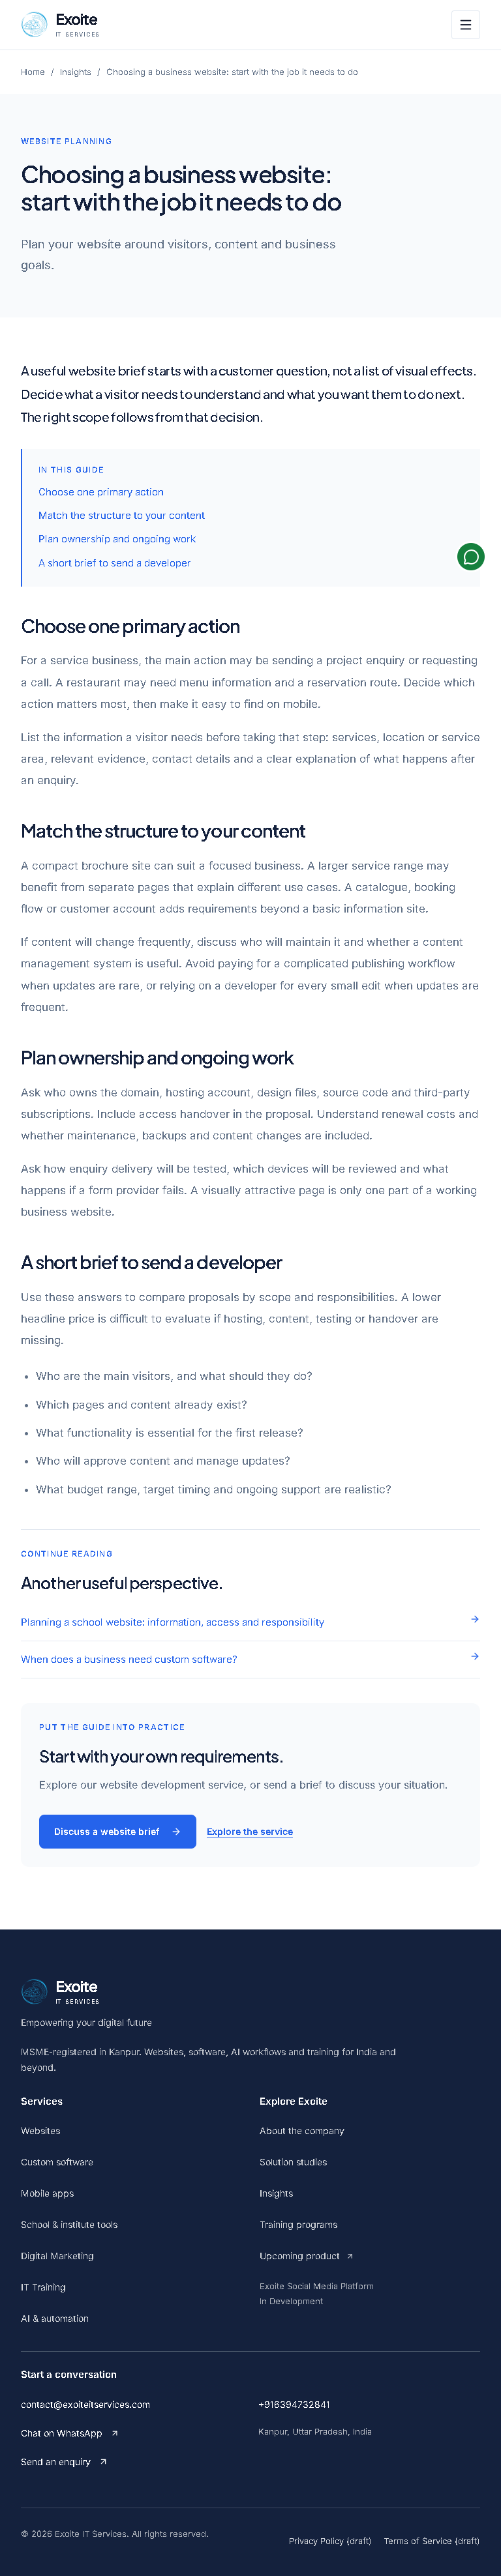 Exoite
IT SERVICES
Home / Insights / Choosing a business website: start with the job it needs to do
WEBSITE PLANNING
Choosing a business website:
start with the job it needs to do
Plan your website around visitors, content and business
goals.
A useful website brief starts with a customer question, not a list of visual effects.
Decide what a visitor needs to understand and what you want them to do next.
The right scope follows from that decision.
IN THIS GUIDE
Choose one primary action
Match the structure to your content
Plan ownership and ongoing work
A short brief to send a developer
Choose one primary action
For a service business, the main action may be sending a project enquiry or requesting
a call. A restaurant may need menu information and a reservation route. Decide which
action matters most, then make it easy to find on mobile.
List the information a visitor needs before taking that step: services, location or service
area, relevant evidence, contact details and a clear explanation of what happens after
an enquiry.
Match the structure to your content
A compact brochure site can suit a focused business. A larger service range may
benefit from separate pages that explain different use cases. A catalogue, booking
flow or customer account adds requirements beyond a basic information site.
If content will change frequently, discuss who will maintain it and whether a content
management system is useful. Avoid paying for a complicated publishing workflow
when updates are rare, or relying on a developer for every small edit when updates are
frequent.
Plan ownership and ongoing work
Ask who owns the domain, hosting account, design files, source code and third-party
subscriptions. Include access handover in the proposal. Understand renewal costs and
whether maintenance, backups and content changes are included.
Ask how enquiry delivery will be tested, which devices will be reviewed and what
happens if a form provider fails. A visually attractive page is only one part of a working
business website.
A short brief to send a developer
Use these answers to compare proposals by scope and responsibilities. A lower
headline price is difficult to evaluate if hosting, content, testing or handover are
missing.
• Who are the main visitors, and what should they do?
• Which pages and content already exist?
• What functionality is essential for the first release?
• Who will approve content and manage updates?
• What budget range, target timing and ongoing support are realistic?
CONTINUE READING
Another useful perspective.
Planning a school website: information, access and responsibility →
When does a business need custom software? →
PUT THE GUIDE INTO PRACTICE
Start with your own requirements.
Explore our website development service, or send a brief to discuss your situation.
Discuss a website brief → Explore the service
Exoite
IT SERVICES
Empowering your digital future
MSME-registered in Kanpur. Websites, software, AI workflows and training for India and
beyond.
Services
Websites
Custom software
Mobile apps
School & institute tools
Digital Marketing
IT Training
AI & automation
Explore Exoite
About the company
Solution studies
Insights
Training programs
Upcoming product ↗
Exoite Social Media Platform
In Development
Start a conversation
contact@exoiteitservices.com
Chat on WhatsApp ↗
Send an enquiry ↗
+916394732841
Kanpur, Uttar Pradesh, India
© 2026 Exoite IT Services. All rights reserved.
Privacy Policy (draft) Terms of Service (draft)